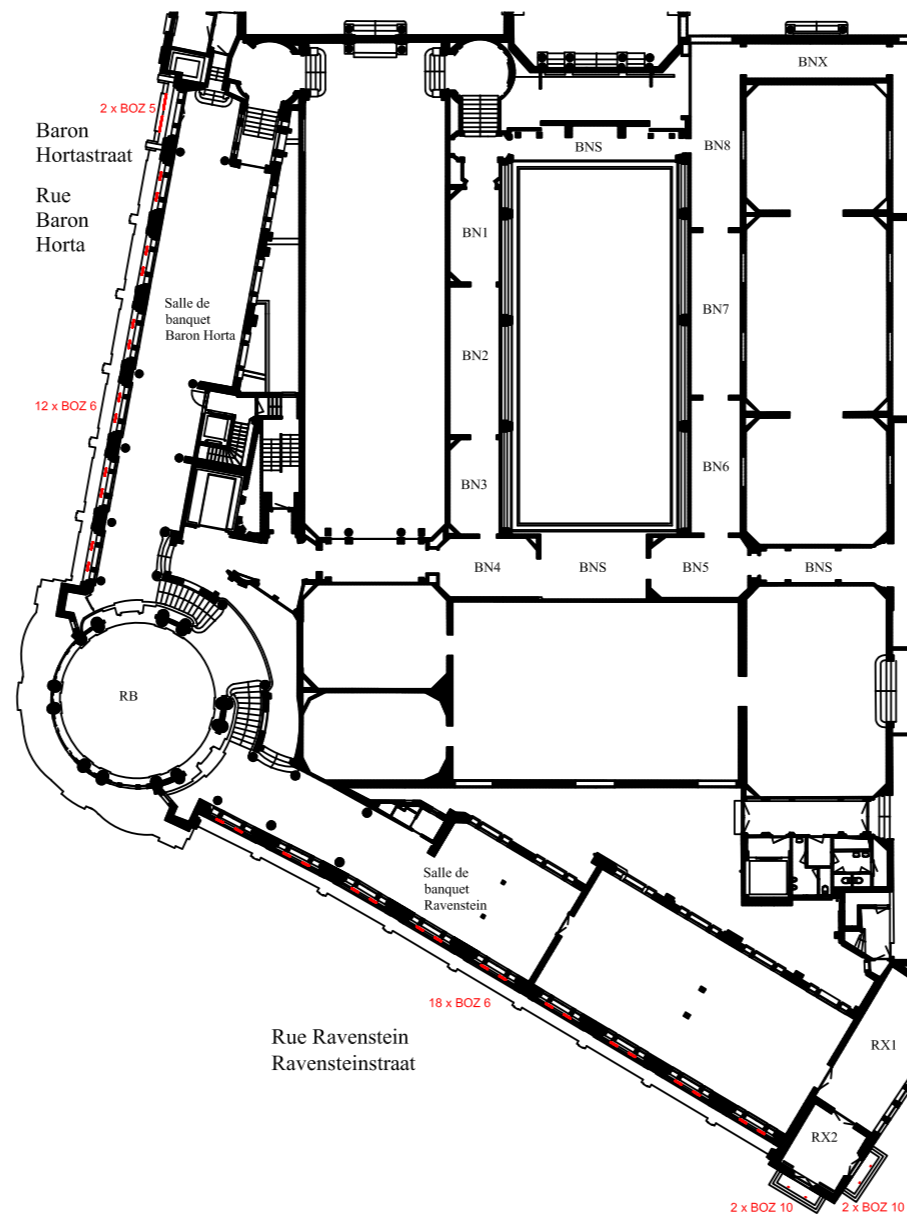 BNX
2 x BOZ 5
Baron
Hortastraat
BNS
BN8
Rue
Baron
Horta
BN1
Salle de
banquet
Baron Horta
BN7
BN2
12 x BOZ 6
BN6
BN3
BN4
BNS
BN5
BNS
RB
Salle de
banquet
Ravenstein
18 x BOZ 6
Rue Ravenstein
Ravensteinstraat
RX1
RX2
2 x BOZ 10
2 x BOZ 10